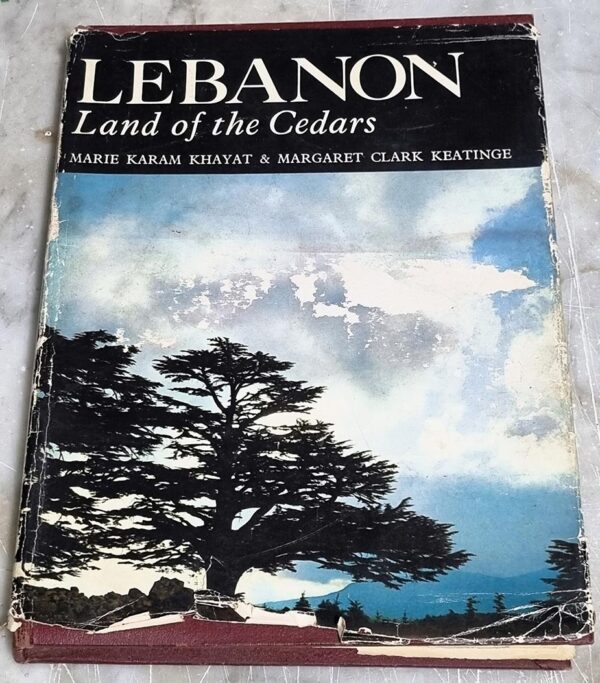 LEBANON
Land of the Cedars
MARIE KARAM KHAYAT & MARGARET CLARK KEATINGE